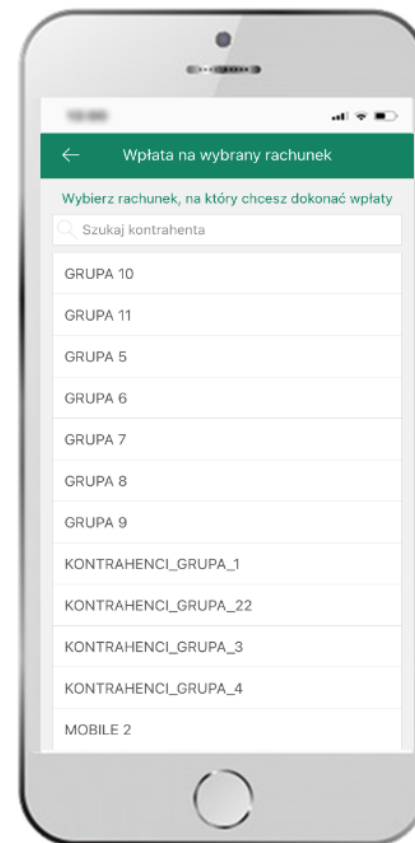 Wpłata na wybrany rachunek
Wybierz rachunek, na który chcesz dokonać wpłaty
Szukaj kontrahenta
GRUPA 10
GRUPA 11
GRUPA 5
GRUPA 6
GRUPA 7
GRUPA 8
GRUPA 9
KONTRAHENCI_GRUPA_1
KONTRAHENCI_GRUPA_22
KONTRAHENCI_GRUPA_3
KONTRAHENCI_GRUPA_4
MOBILE 2